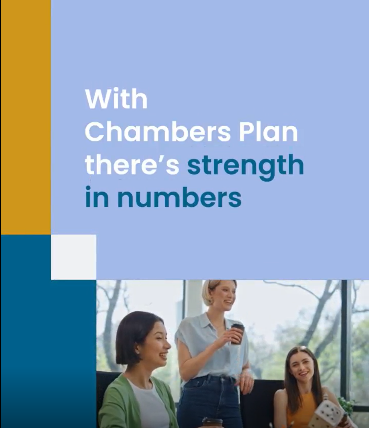 With
Chambers Plan
there’s strength
in numbers